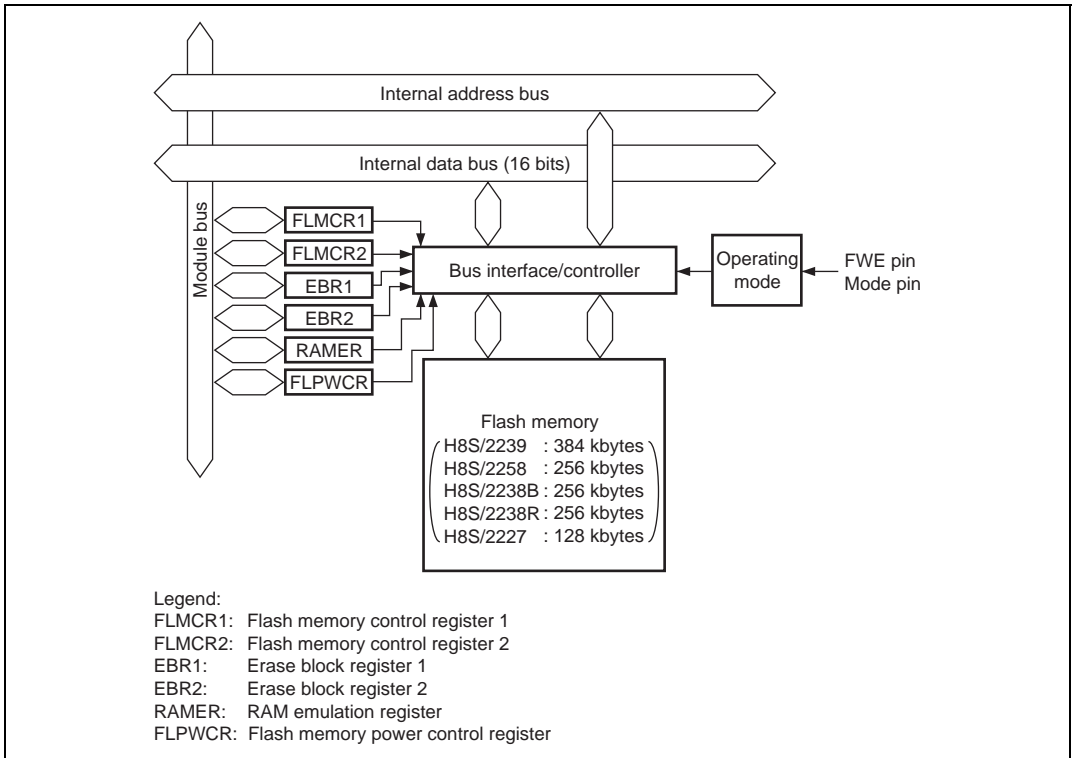 Internal address bus
Internal data bus (16 bits)
Module bus
FLMCR1
FLMCR2
EBR1
EBR2
RAMER
FLPWCR
Bus interface/controller
Operating
mode
FWE pin
Mode pin
Flash memory
H8S/2239 : 384 kbytes
H8S/2258 : 256 kbytes
H8S/2238B : 256 kbytes
H8S/2238R : 256 kbytes
H8S/2227 : 128 kbytes
Legend:
FLMCR1: Flash memory control register 1
FLMCR2: Flash memory control register 2
EBR1: Erase block register 1
EBR2: Erase block register 2
RAMER: RAM emulation register
FLPWCR: Flash memory power control register